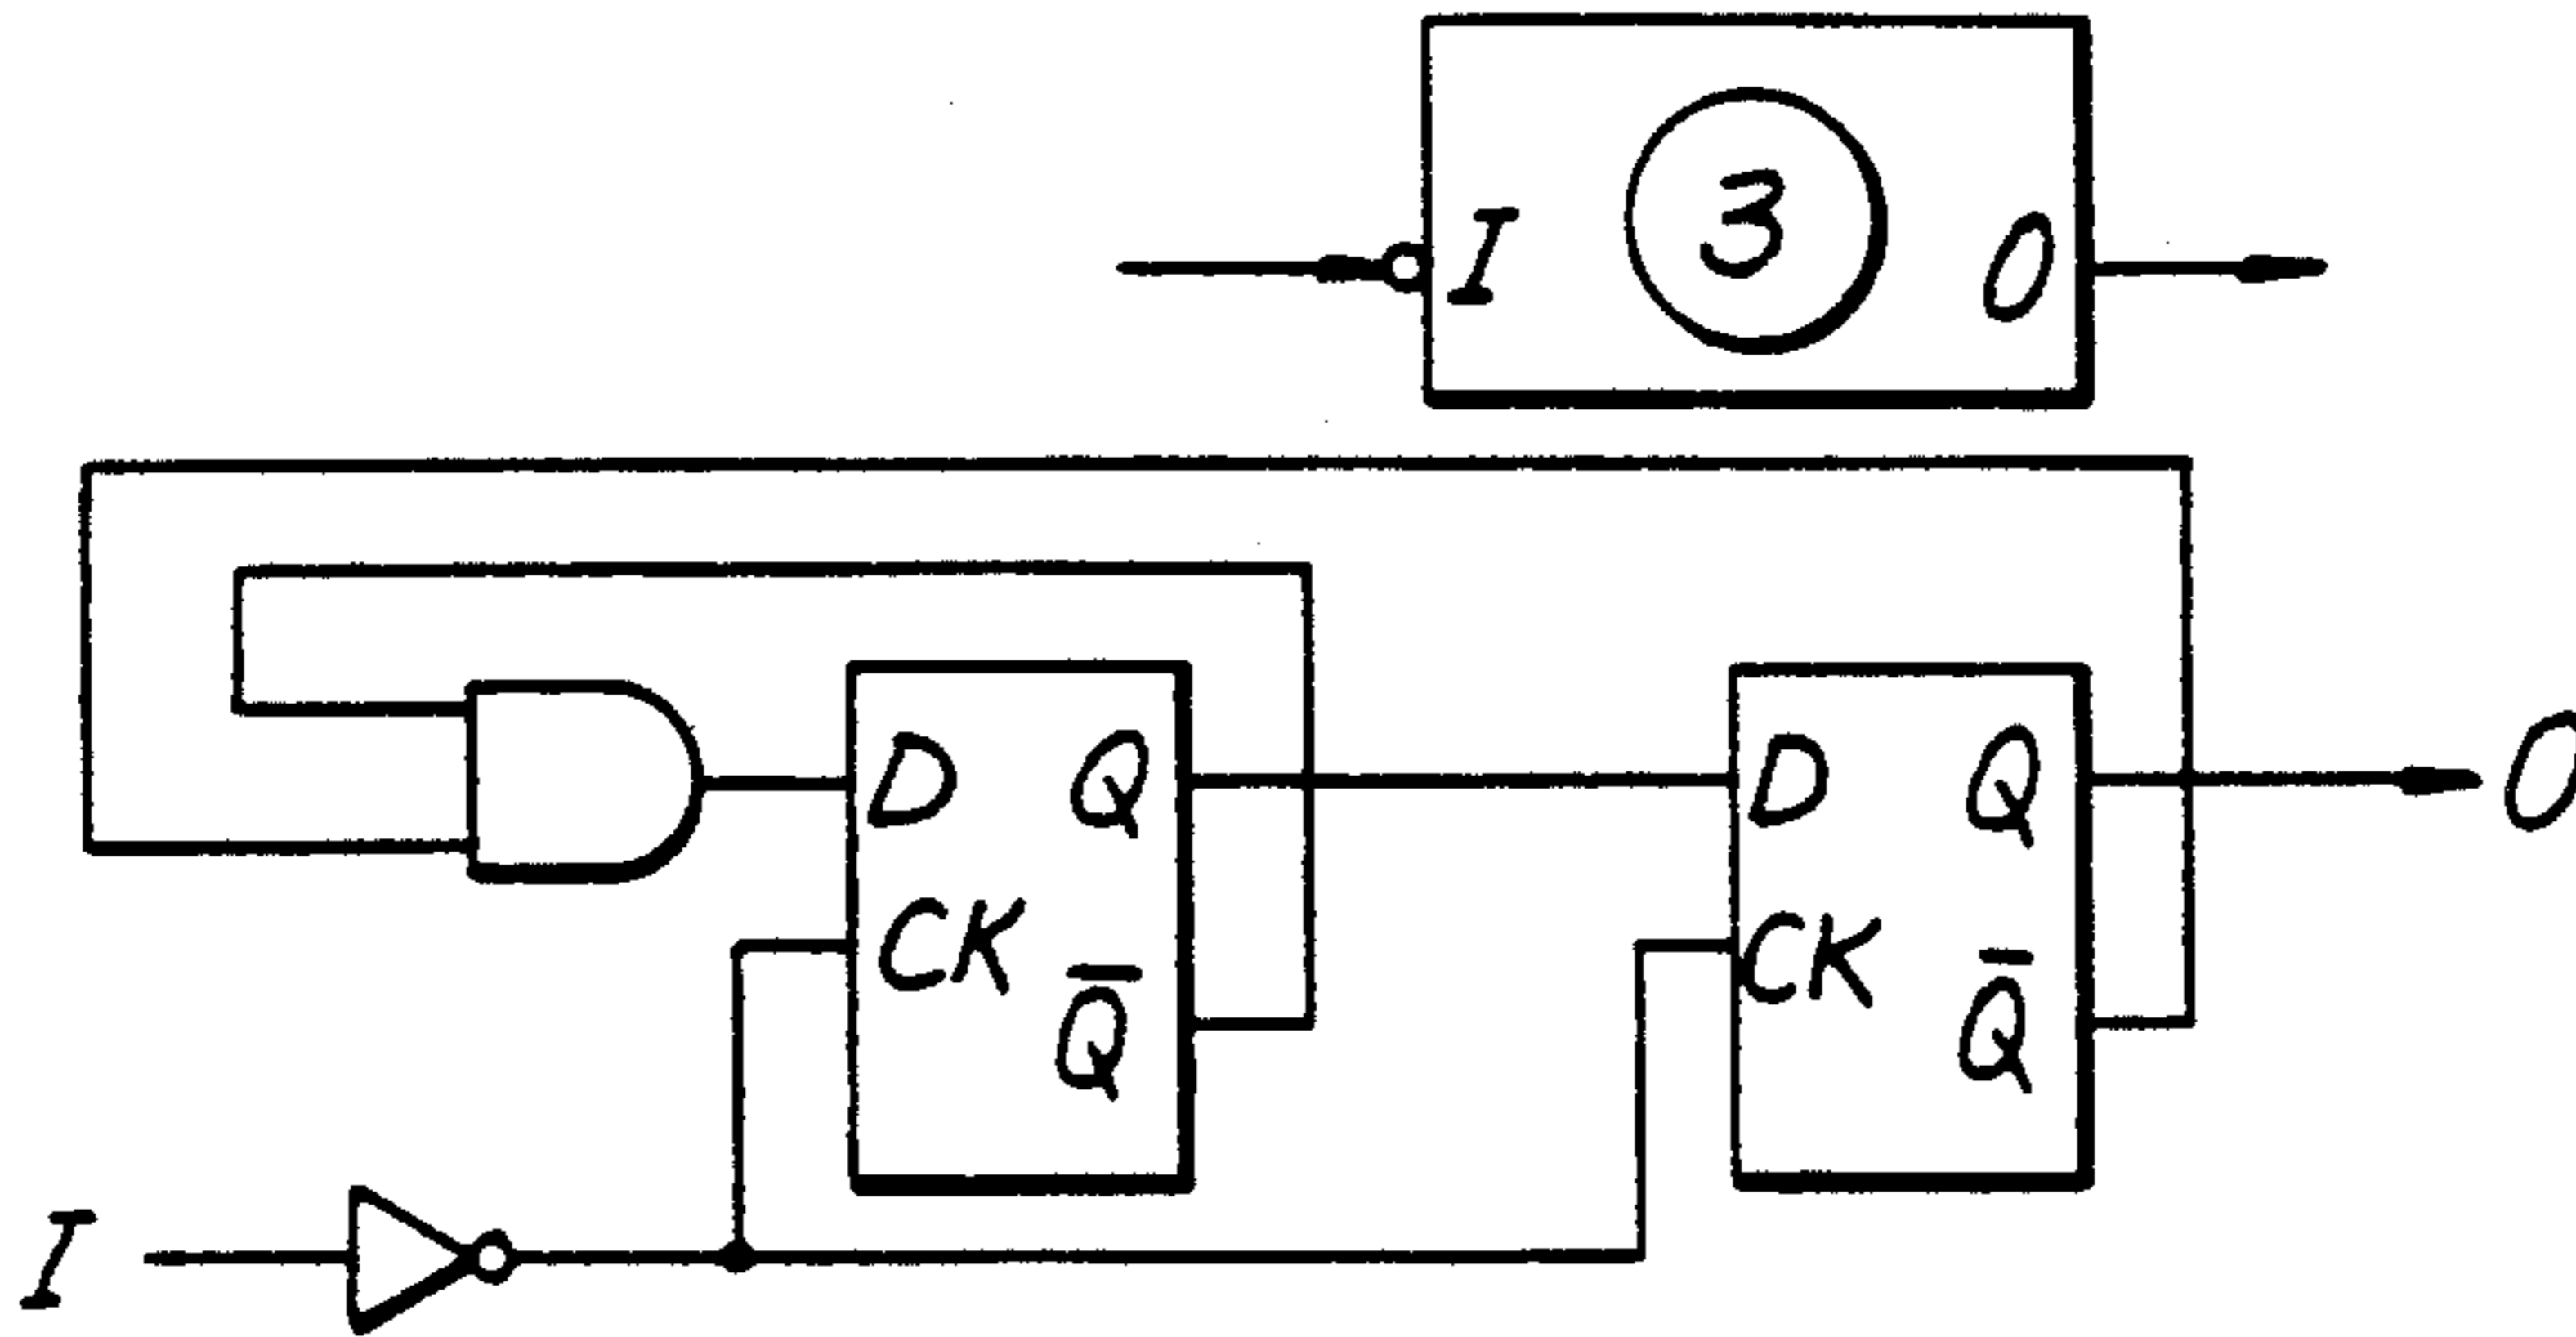 I ③ O
D Q D Q O
CK CK
Q̅ Q̅
I